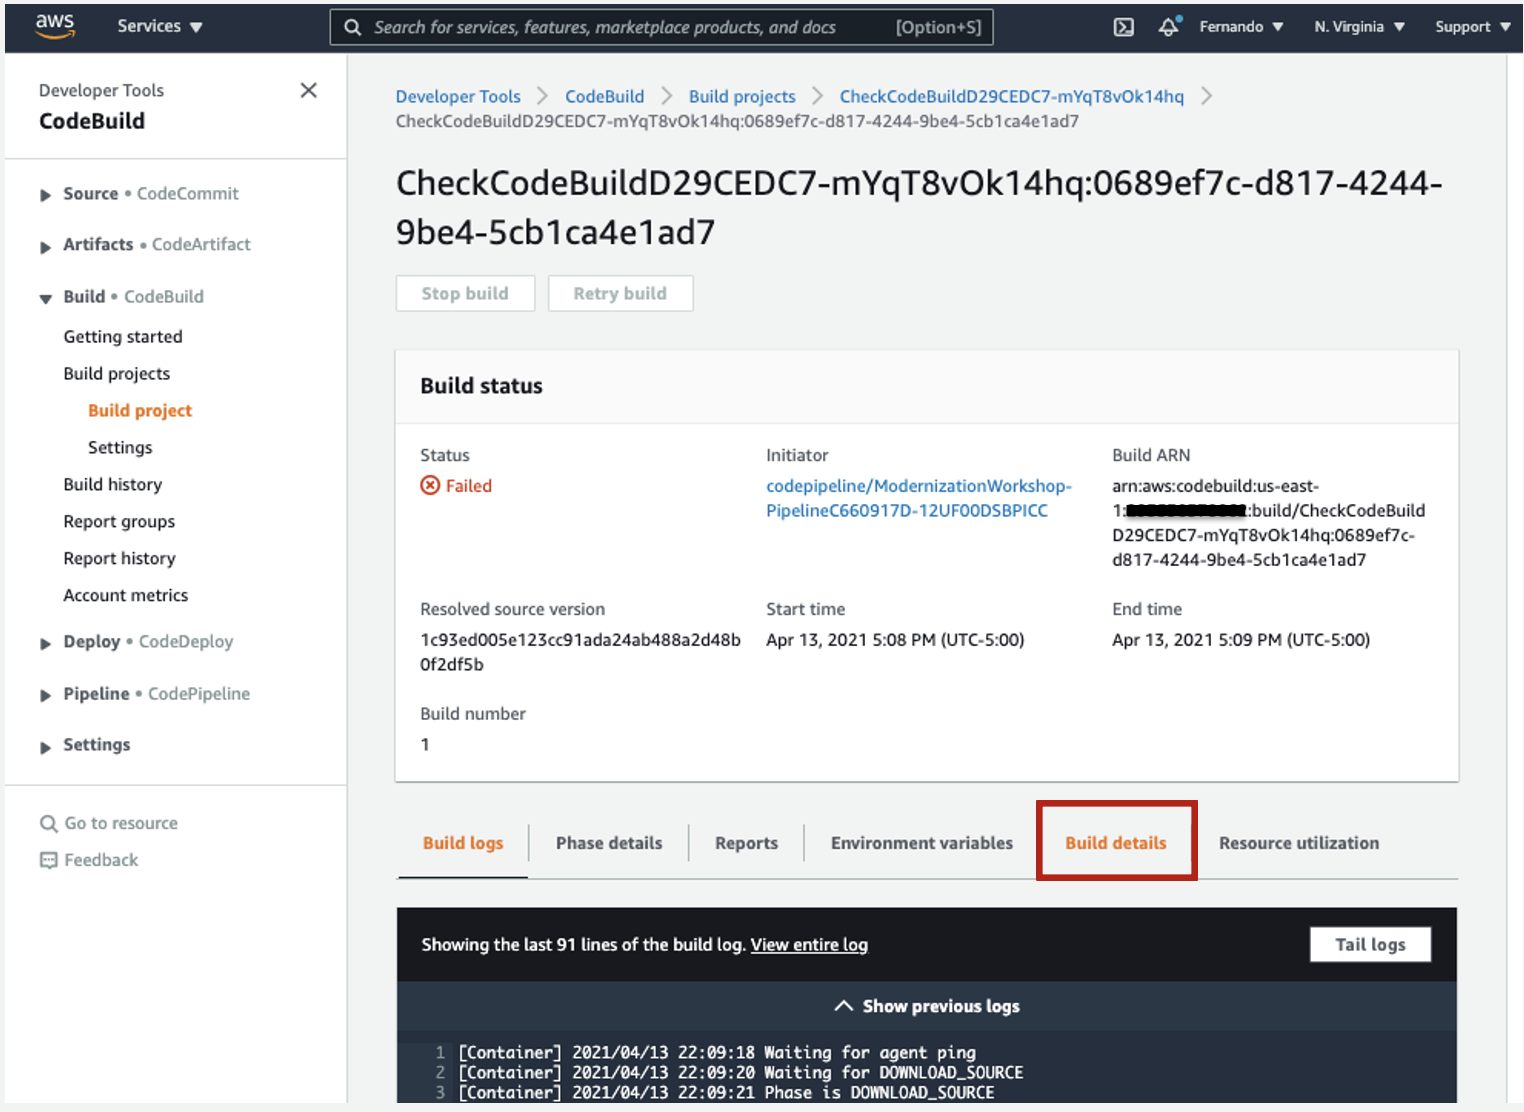 aws
Services
Search for services, features, marketplace products, and docs
[Option+S]
Fernando
N. Virginia
Support
Developer Tools
CodeBuild
Source • CodeCommit
Artifacts • CodeArtifact
Build • CodeBuild
Getting started
Build projects
Build project
Settings
Build history
Report groups
Report history
Account metrics
Deploy • CodeDeploy
Pipeline • CodePipeline
Settings
Go to resource
Feedback
Developer Tools > CodeBuild > Build projects > CheckCodeBuildD29CEDC7-mYqT8vOk14hq >
CheckCodeBuildD29CEDC7-mYqT8vOk14hq:0689ef7c-d817-4244-9be4-5cb1ca4e1ad7
CheckCodeBuildD29CEDC7-mYqT8vOk14hq:0689ef7c-d817-4244-
9be4-5cb1ca4e1ad7
Stop build
Retry build
Build status
Status
Failed
Initiator
codepipeline/ModernizationWorkshop-
PipelineC660917D-12UF00DSBPICC
Build ARN
arn:aws:codebuild:us-east-
1: :build/CheckCodeBuild
D29CEDC7-mYqT8vOk14hq:0689ef7c-
d817-4244-9be4-5cb1ca4e1ad7
Resolved source version
1c93ed005e123cc91ada24ab488a2d48b
0f2df5b
Start time
Apr 13, 2021 5:08 PM (UTC-5:00)
End time
Apr 13, 2021 5:09 PM (UTC-5:00)
Build number
1
Build logs
Phase details
Reports
Environment variables
Build details
Resource utilization
Showing the last 91 lines of the build log. View entire log
Tail logs
Show previous logs
1 [Container] 2021/04/13 22:09:18 Waiting for agent ping
2 [Container] 2021/04/13 22:09:20 Waiting for DOWNLOAD_SOURCE
3 [Container] 2021/04/13 22:09:21 Phase is DOWNLOAD_SOURCE